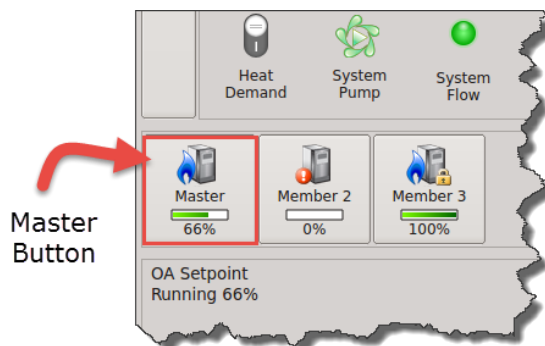 Heat
Demand
System
Pump
System
Flow
Master
66%
Member 2
0%
Member 3
100%
Master
Button
OA Setpoint
Running 66%